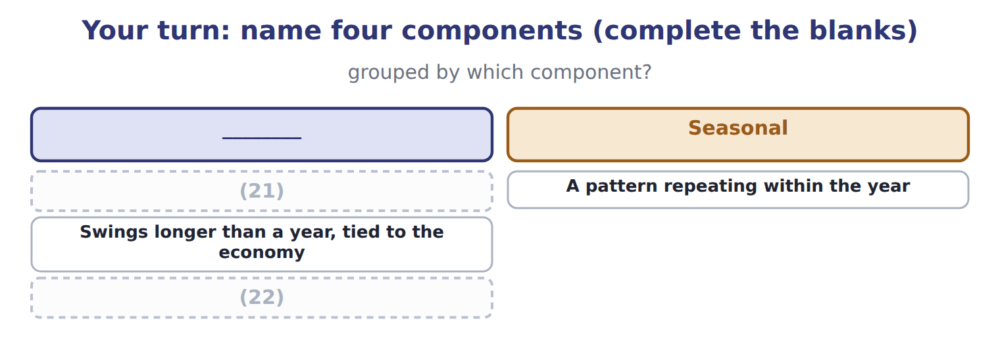 Your turn: name four components (complete the blanks)
grouped by which component?
________
Seasonal
(21)
A pattern repeating within the year
Swings longer than a year, tied to the
economy
(22)